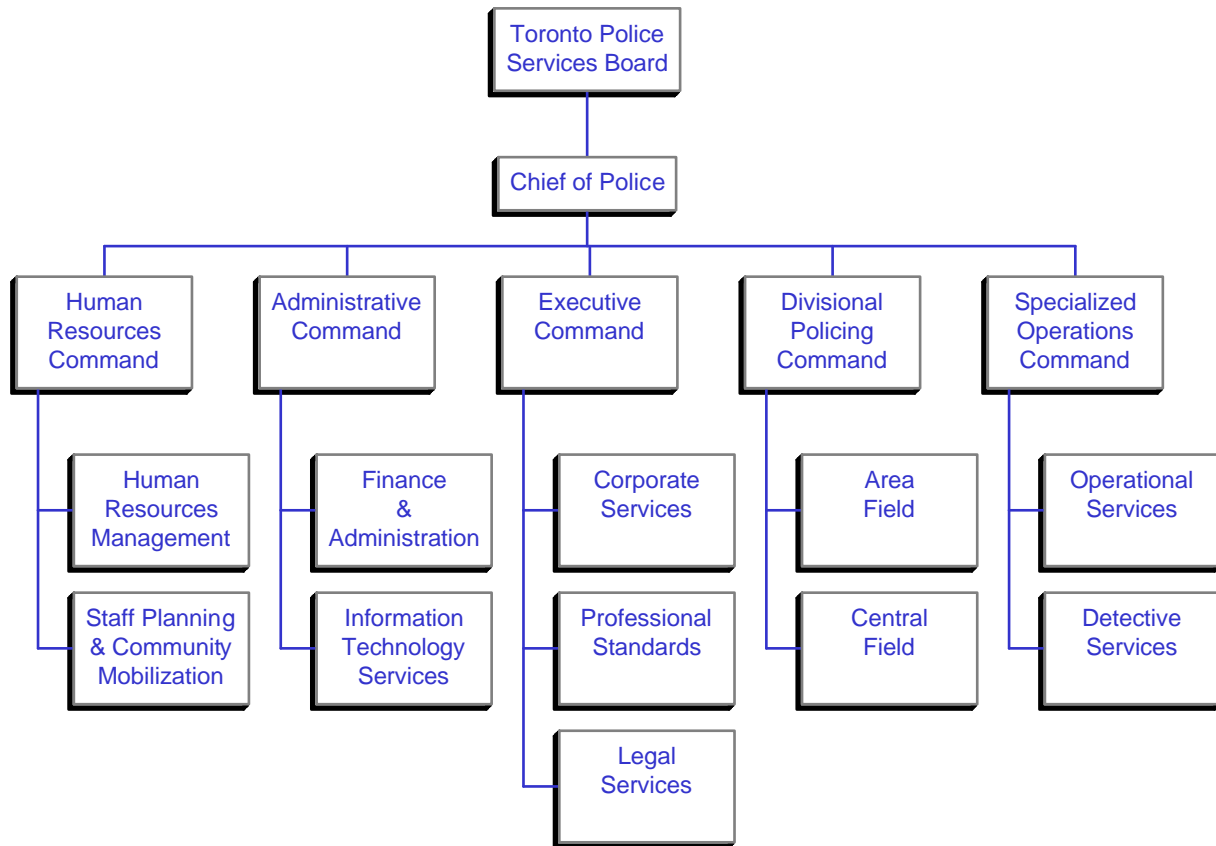 Toronto Police
Services Board
Chief of Police
Human
Resources
Command
Administrative
Command
Executive
Command
Divisional
Policing
Command
Specialized
Operations
Command
Human
Resources
Management
Finance
&
Administration
Corporate
Services
Area
Field
Operational
Services
Staff Planning
& Community
Mobilization
Information
Technology
Services
Professional
Standards
Central
Field
Detective
Services
Legal
Services